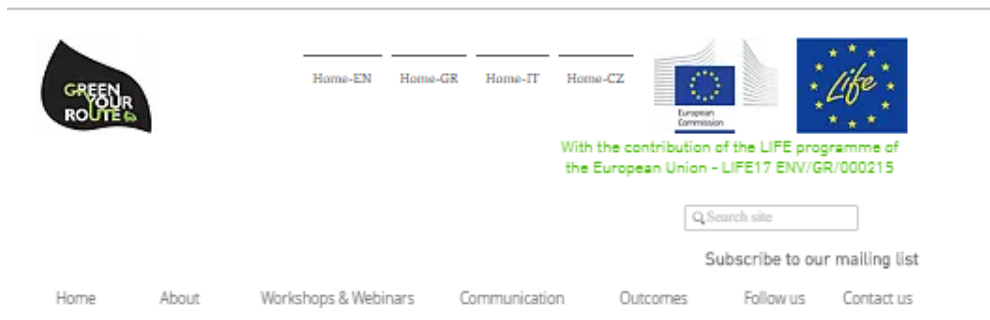 GREEN
YOUR
ROUTE
Home-EN Home-GR Home-IT Home-CZ
European
Commission
Life
With the contribution of the LIFE programme of
the European Union - LIFE17 ENV/GR/000215
Search site
Subscribe to our mailing list
Home About Workshops & Webinars Communication Outcomes Follow us Contact us